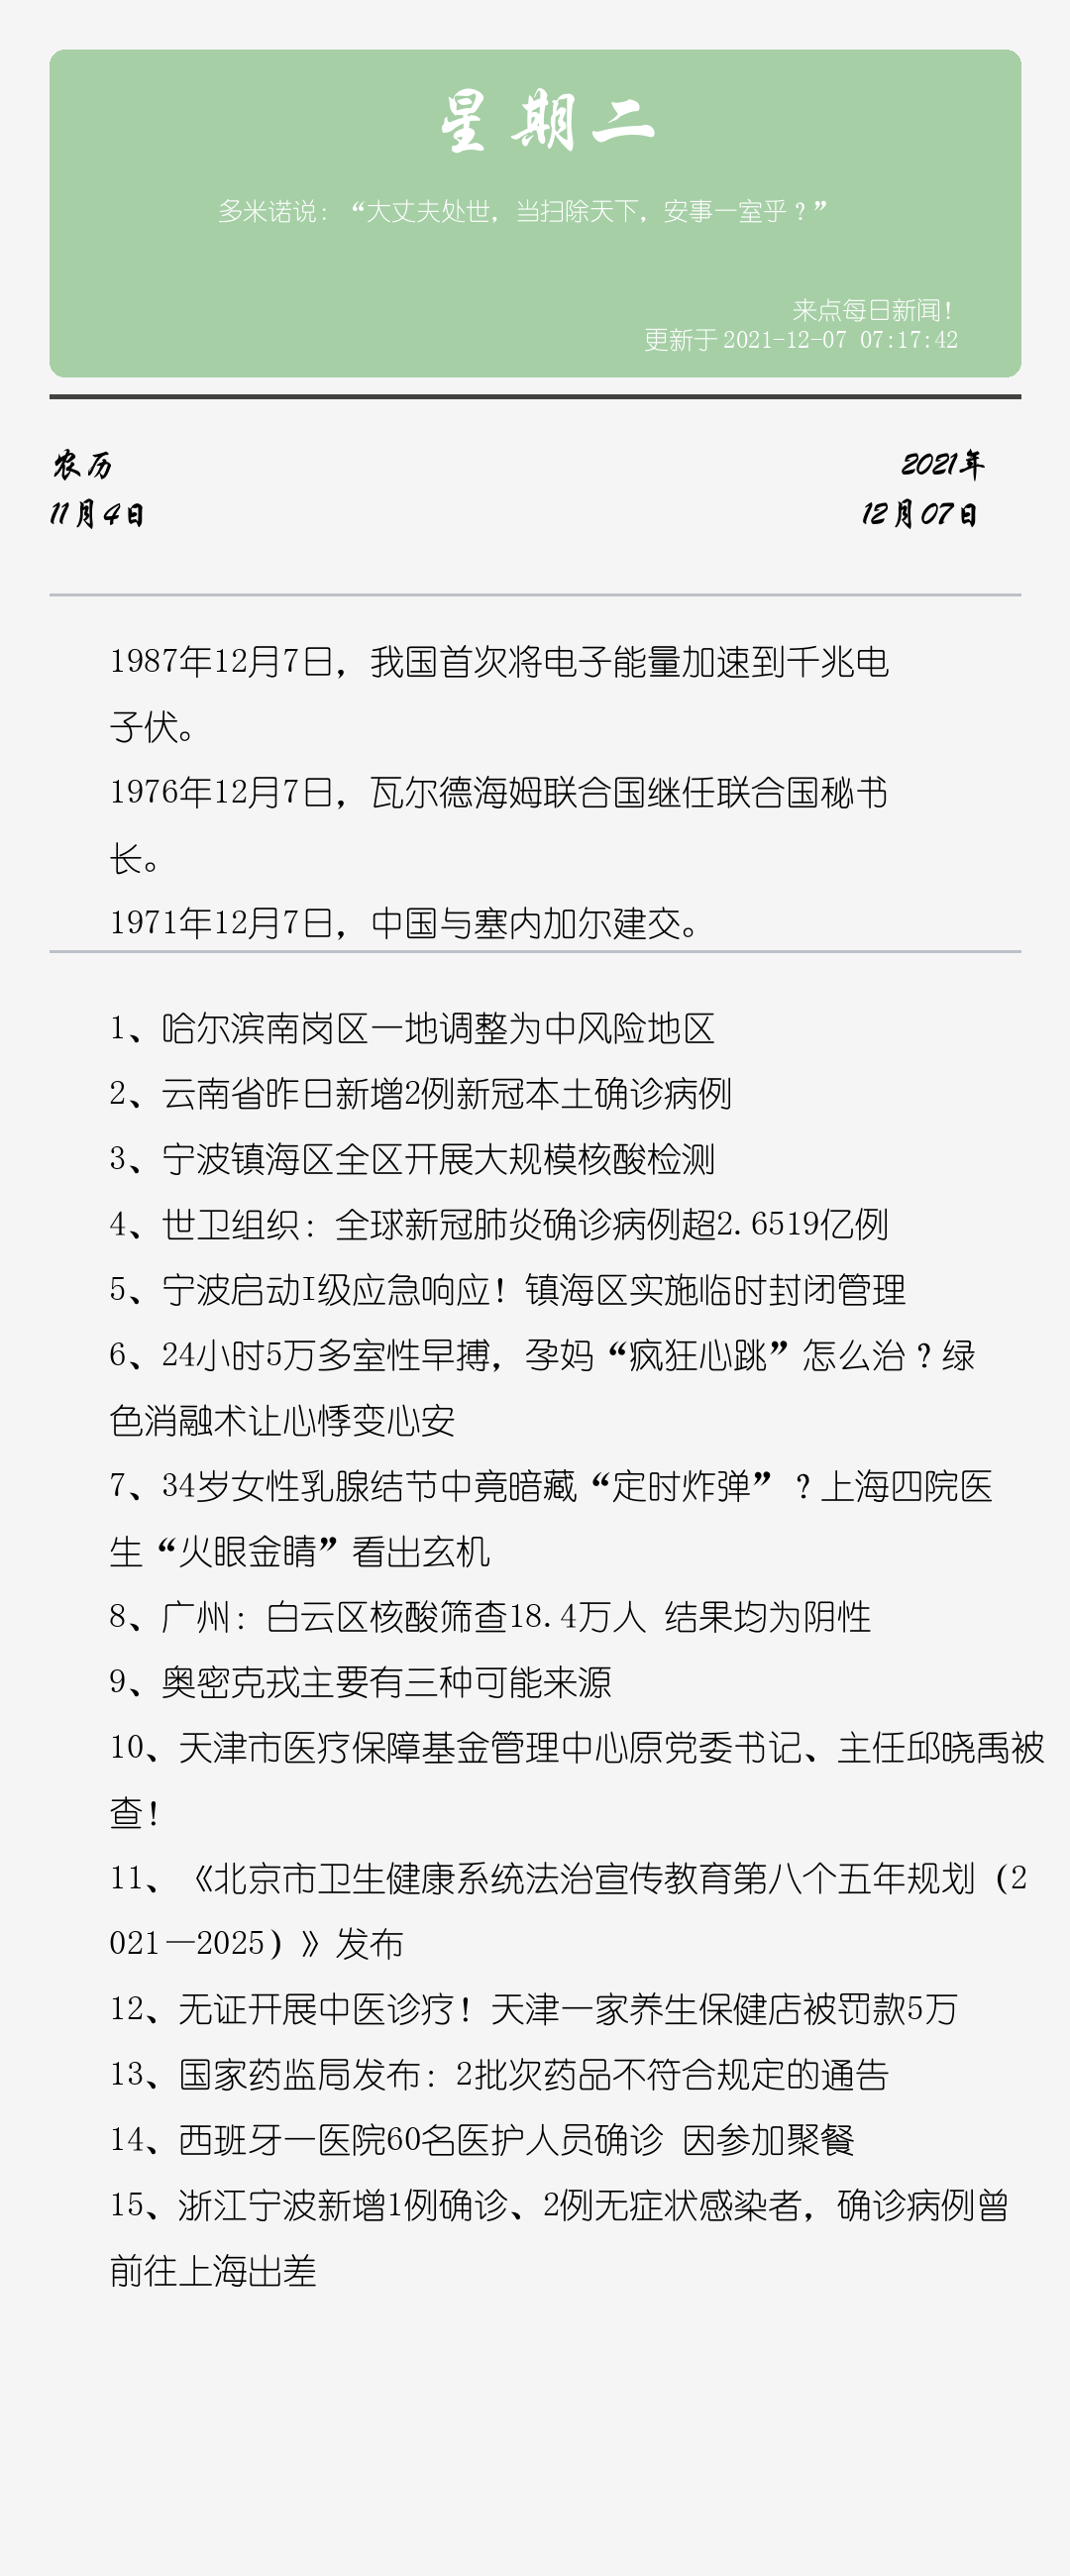 星期二
多米诺说：“大丈夫处世，当扫除天下，安事一室乎？”
来点每日新闻！
更新于2021-12-07 07:17:42
农历
2021年
11月4日
12月07日
1987年12月7日，我国首次将电子能量加速到千兆电
子伏。
1976年12月7日，瓦尔德海姆联合国继任联合国秘书
长。
1971年12月7日，中国与塞内加尔建交。
1、哈尔滨南岗区一地调整为中风险地区
2、云南省昨日新增2例新冠本土确诊病例
3、宁波镇海区全区开展大规模核酸检测
4、世卫组织：全球新冠肺炎确诊病例超2.6519亿例
5、宁波启动I级应急响应！镇海区实施临时封闭管理
6、24小时5万多室性早搏，孕妈“疯狂心跳”怎么治？绿
色消融术让心悸变心安
7、34岁女性乳腺结节中竟暗藏“定时炸弹”？上海四院医
生“火眼金睛”看出玄机
8、广州：白云区核酸筛查18.4万人 结果均为阴性
9、奥密克戎主要有三种可能来源
10、天津市医疗保障基金管理中心原党委书记、主任邱晓禹被
查！
11、《北京市卫生健康系统法治宣传教育第八个五年规划（2
021—2025）》发布
12、无证开展中医诊疗！天津一家养生保健店被罚款5万
13、国家药监局发布：2批次药品不符合规定的通告
14、西班牙一医院60名医护人员确诊 因参加聚餐
15、浙江宁波新增1例确诊、2例无症状感染者，确诊病例曾
前往上海出差